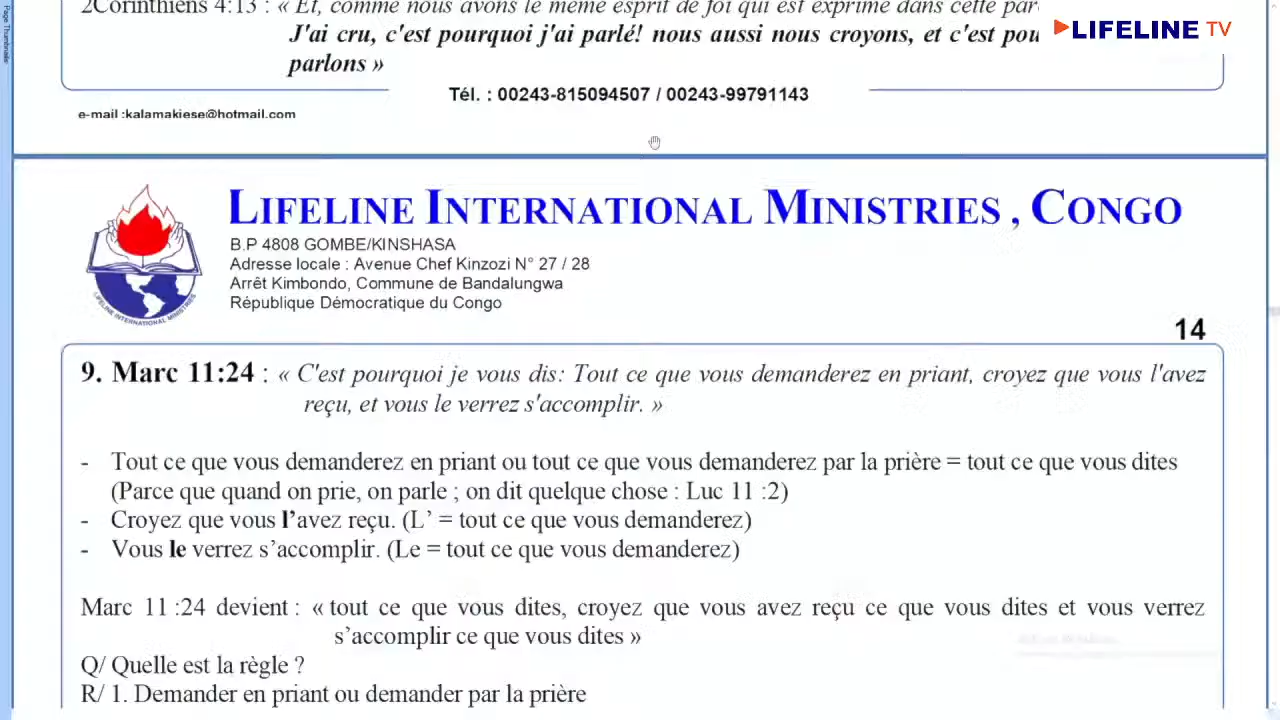 Page Thumbnails
2Corinthiens 4:13 : « Et, comme nous avons le même esprit de foi qui est exprimé dans cette par
LIFELINE TV
J'ai cru, c'est pourquoi j'ai parlé! nous aussi nous croyons, et c'est pou
parlons »
Tél. : 00243-815094507 / 00243-99791143
e-mail :kalamakiese@hotmail.com
LIFELINE INTERNATIONAL MINISTRIES , CONGO
B.P 4808 GOMBE/KINSHASA
Adresse locale : Avenue Chef Kinzozi N° 27 / 28
Arrêt Kimbondo, Commune de Bandalungwa
République Démocratique du Congo
LIFELINE INTERNATIONAL MINISTRIES
14
9. Marc 11:24 : « C'est pourquoi je vous dis: Tout ce que vous demanderez en priant, croyez que vous l'avez
reçu, et vous le verrez s'accomplir. »
- Tout ce que vous demanderez en priant ou tout ce que vous demanderez par la prière = tout ce que vous dites
(Parce que quand on prie, on parle ; on dit quelque chose : Luc 11 :2)
- Croyez que vous l’avez reçu. (L’ = tout ce que vous demanderez)
- Vous le verrez s’accomplir. (Le = tout ce que vous demanderez)
Marc 11 :24 devient : « tout ce que vous dites, croyez que vous avez reçu ce que vous dites et vous verrez
s’accomplir ce que vous dites »
Q/ Quelle est la règle ?
R/ 1. Demander en priant ou demander par la prière